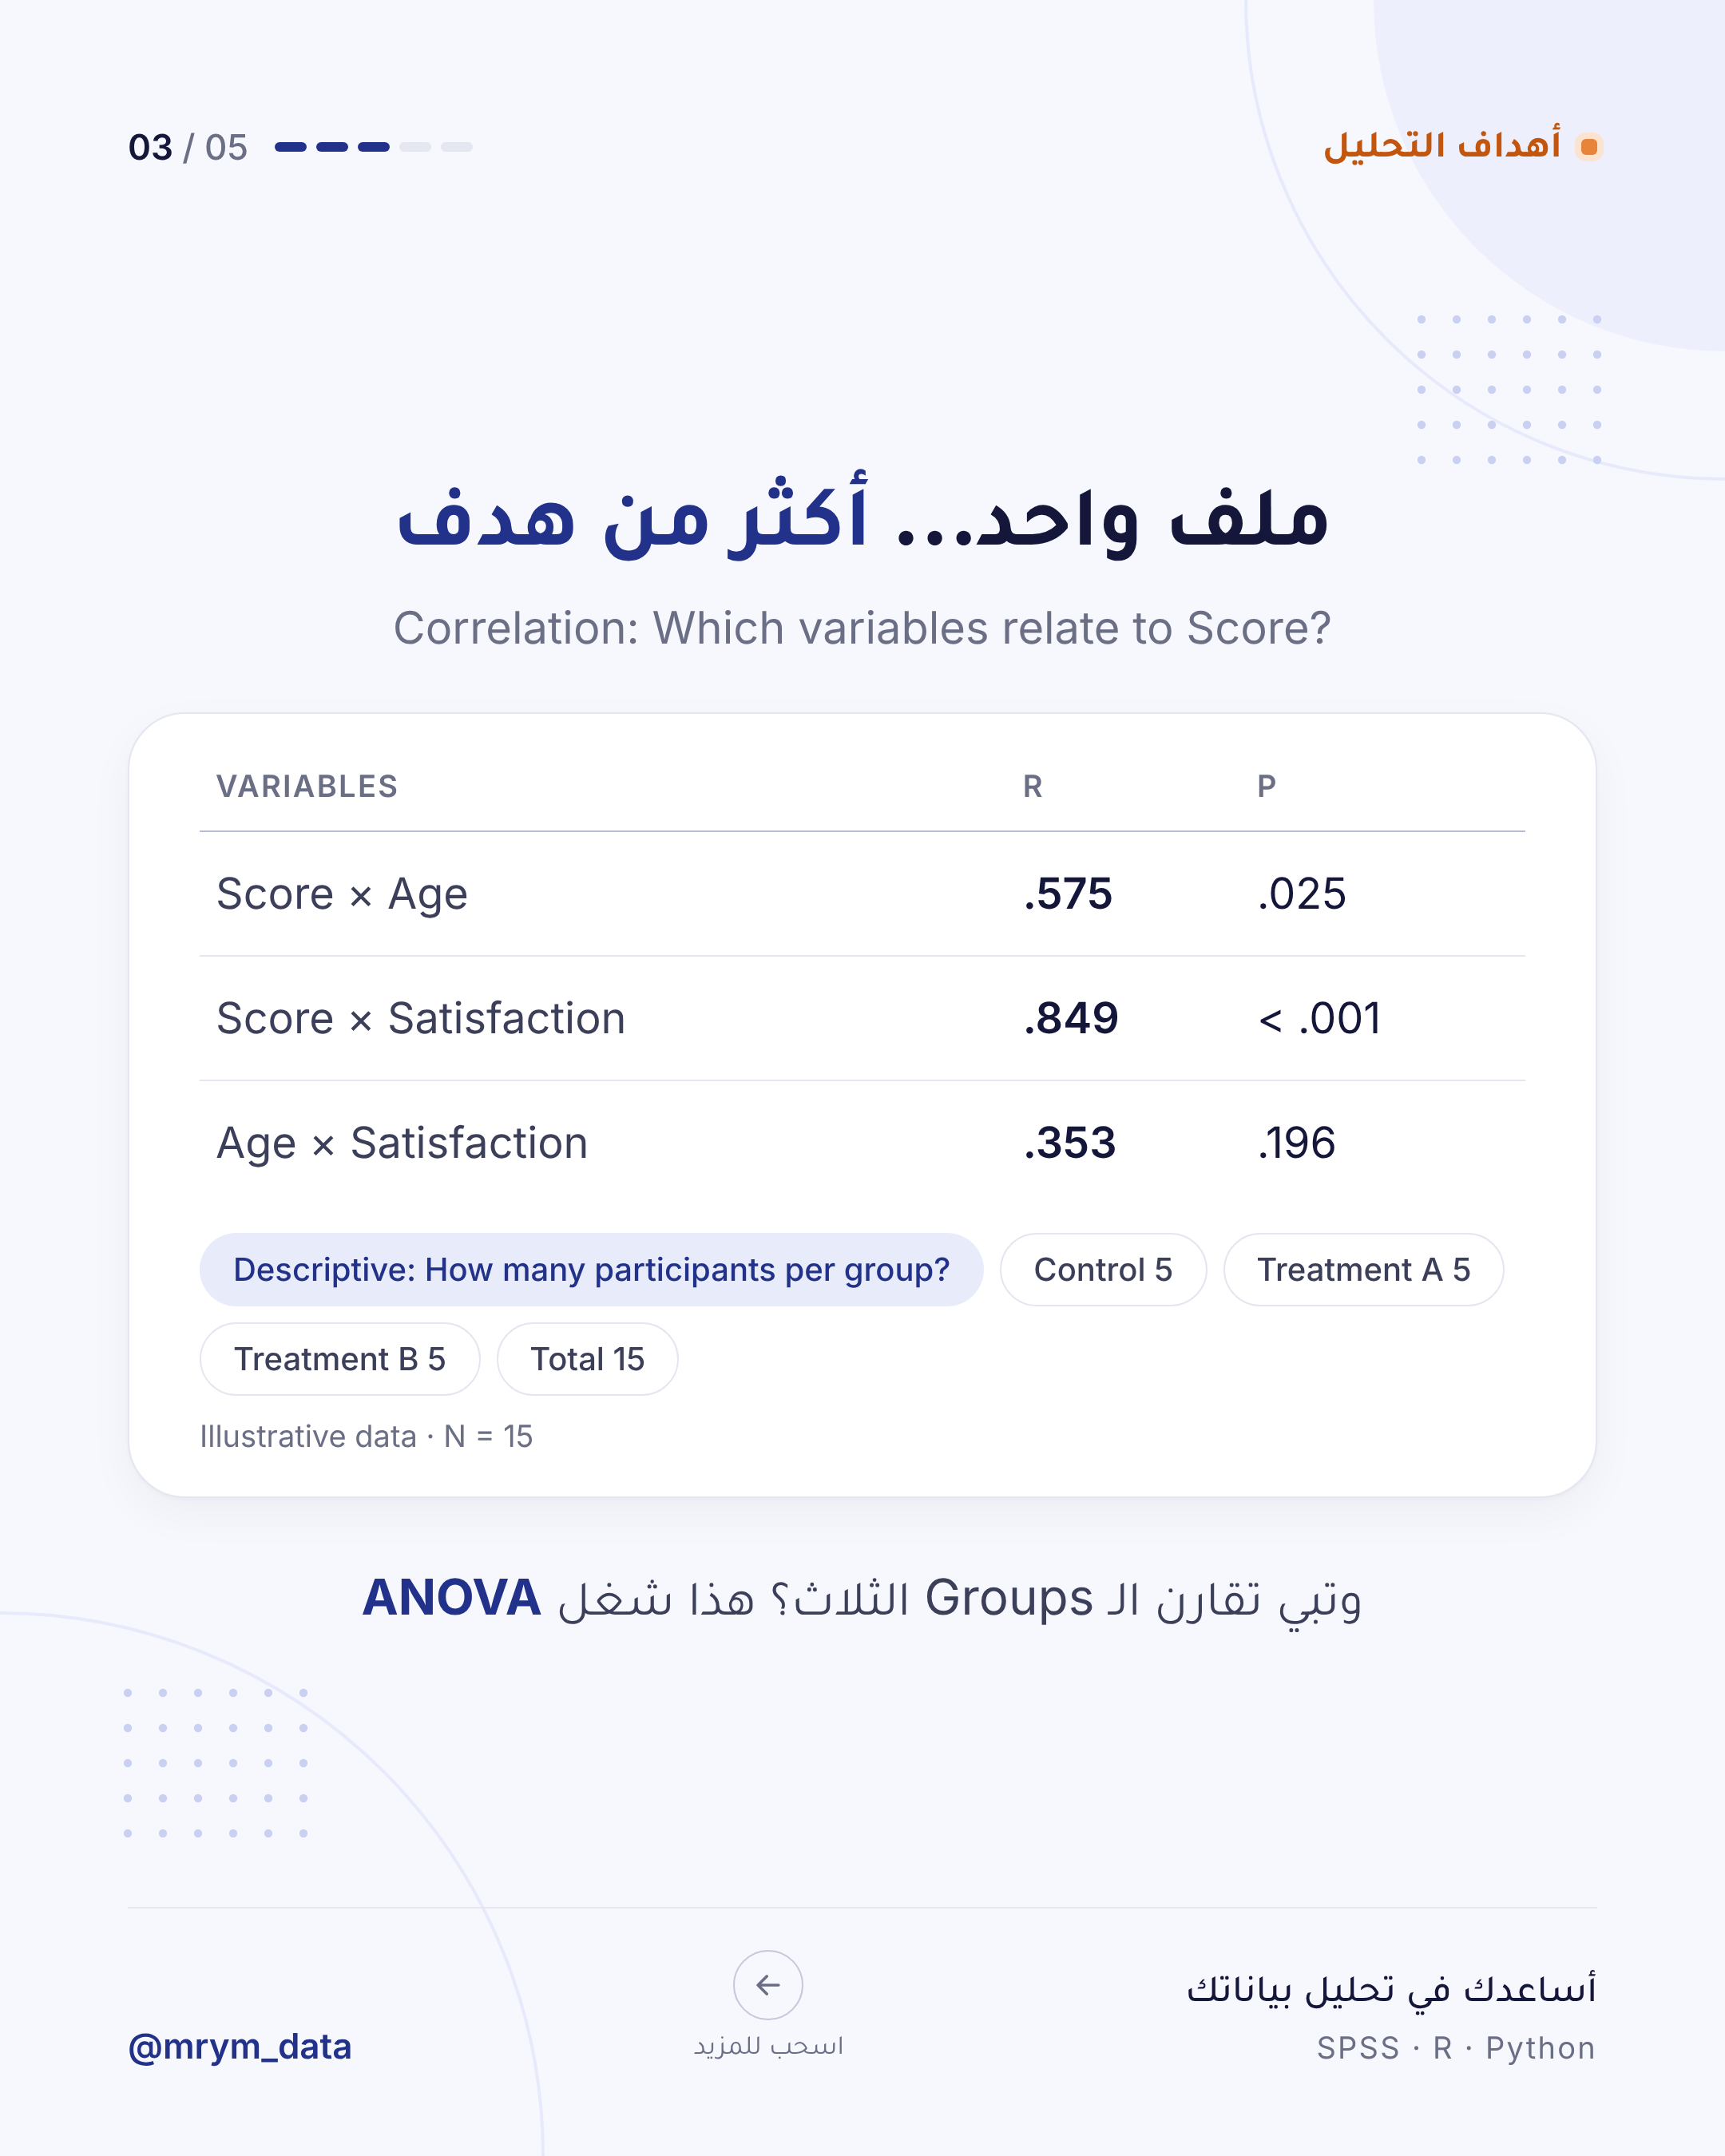 أهداف التحليل
03 / 05
ملف واحد... أكثر من هدف
Correlation: Which variables relate to Score?
VARIABLES R P
Score × Age .575 .025
Score × Satisfaction .849 < .001
Age × Satisfaction .353 .196
Descriptive: How many participants per group? Control 5 Treatment A 5
Treatment B 5 Total 15
Illustrative data · N = 15
وتبي تقارن الـ Groups الثلاث؟ هذا شغل ANOVA
أساعدك في تحليل بياناتك
SPSS · R · Python
اسحب للمزيد
@mrym_data